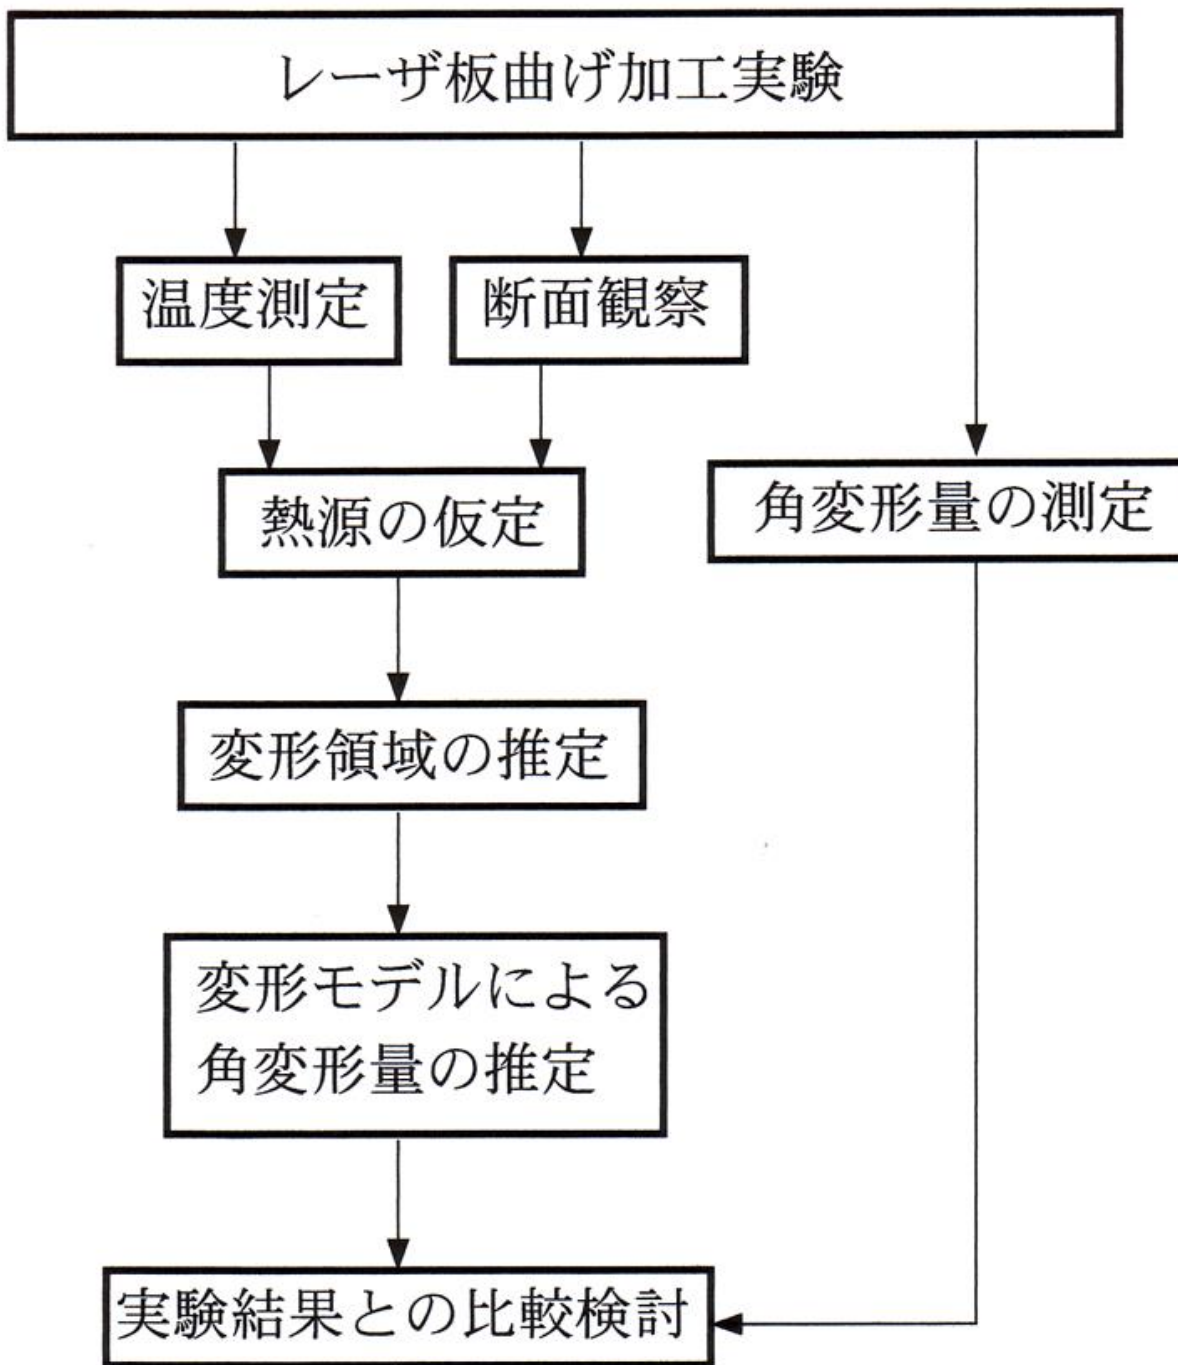 レーザ板曲げ加工実験
温度測定
断面観察
熱源の仮定
角変形量の測定
変形領域の推定
変形モデルによる
角変形量の推定
実験結果との比較検討